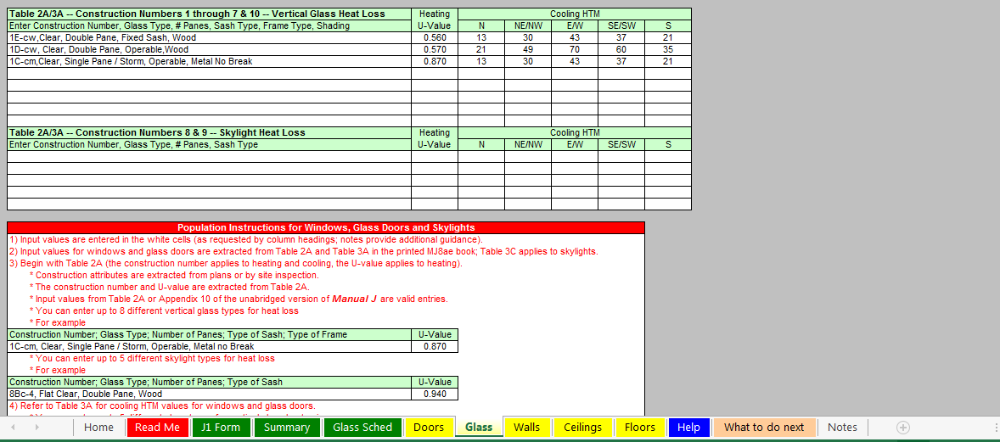 Table 2A/3A -- Construction Numbers 1 through 7 & 10 -- Vertical Glass Heat Loss Heating Cooling HTM
Enter Construction Number, Glass Type, # Panes, Sash Type, Frame Type, Shading U-Value N NE/NW E/W SE/SW S
1E-cw,Clear, Double Pane, Fixed Sash, Wood 0.560 13 30 43 37 21
1D-cw, Clear, Double Pane, Operable,Wood 0.570 21 49 70 60 35
1C-cm,Clear, Single Pane / Storm, Operable, Metal No Break 0.870 13 30 43 37 21
Table 2A/3A -- Construction Numbers 8 & 9 -- Skylight Heat Loss Heating Cooling HTM
Enter Construction Number, Glass Type, # Panes, Sash Type U-Value N NE/NW E/W SE/SW S
Population Instructions for Windows, Glass Doors and Skylights
1) Input values are entered in the white cells (as requested by column headings; notes provide additional guidance).
2) Input values for windows and glass doors are extracted from Table 2A and Table 3A in the printed MJ8ae book; Table 3C applies to skylights.
3) Begin with Table 2A (the construction number applies to heating and cooling, the U-value applies to heating).
* Construction attributes are extracted from plans or by site inspection.
* The construction number and U-value are extracted from Table 2A.
* Input values from Table 2A or Appendix 10 of the unabridged version of Manual J are valid entries.
* You can enter up to 8 different vertical glass types for heat loss
* For example
Construction Number; Glass Type; Number of Panes; Type of Sash; Type of Frame U-Value
1C-cm, Clear, Single Pane / Storm, Operable, Metal no Break 0.870
* You can enter up to 5 different skylight types for heat loss
* For example
Construction Number; Glass Type; Number of Panes; Type of Sash U-Value
8Bc-4, Flat Clear, Double Pane, Wood 0.940
4) Refer to Table 3A for cooling HTM values for windows and glass doors.
Home Read Me J1 Form Summary Glass Sched Doors Glass Walls Ceilings Floors Help What to do next Notes